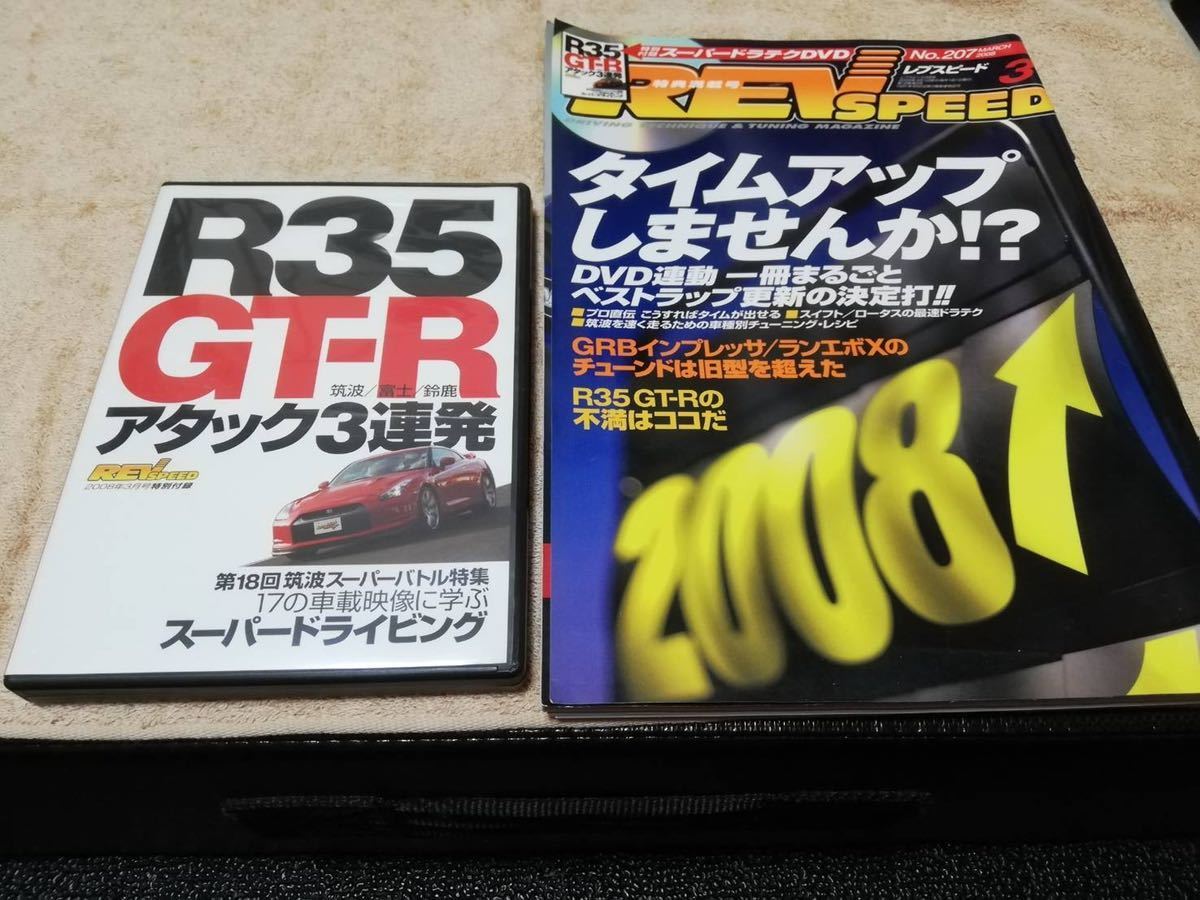 R35
GT-R
筑波/富士/鈴鹿
アタック3連発
REV SPEED
2008年3月号特別付録
第18回 筑波スーパーバトル特集
17の車載映像に学ぶ
スーパードライビング
R35
GT-R
アタック3連発
特別付録 スーパードラテクDVD
No.207 MARCH 2008
特典満載号
レブスピード
3
REV SPEED
DRIVING TECHNIQUE & TUNING MAGAZINE
タイムアップ
しませんか!?
DVD連動 一冊まるごと
ベストラップ更新の決定打!!
■プロ直伝 こうすればタイムが出せる ■スイフト/ロータスの最速ドラテク
■筑波を速く走るための車種別チューニング・レシピ
GRBインプレッサ/ランエボXの
チューンドは旧型を超えた
R35 GT-Rの
不満はココだ
2008